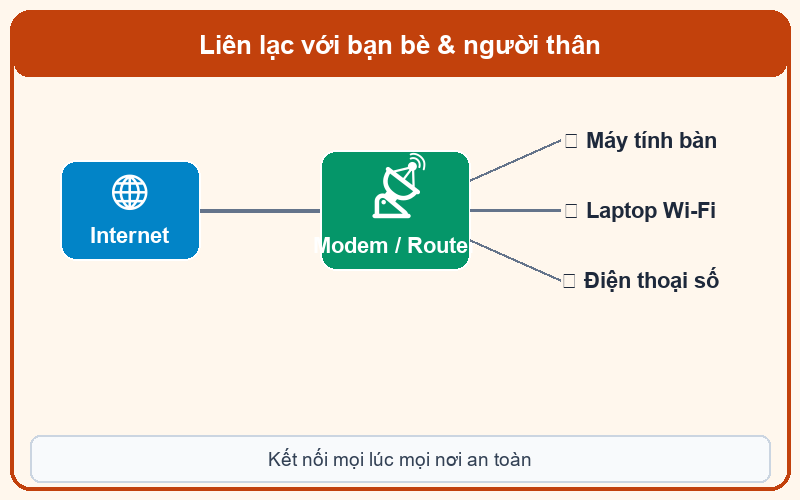 Liên lạc với bạn bè & người thân
Internet
Modem / Route
Máy tính bàn
Laptop Wi-Fi
Điện thoại số
Kết nối mọi lúc mọi nơi an toàn